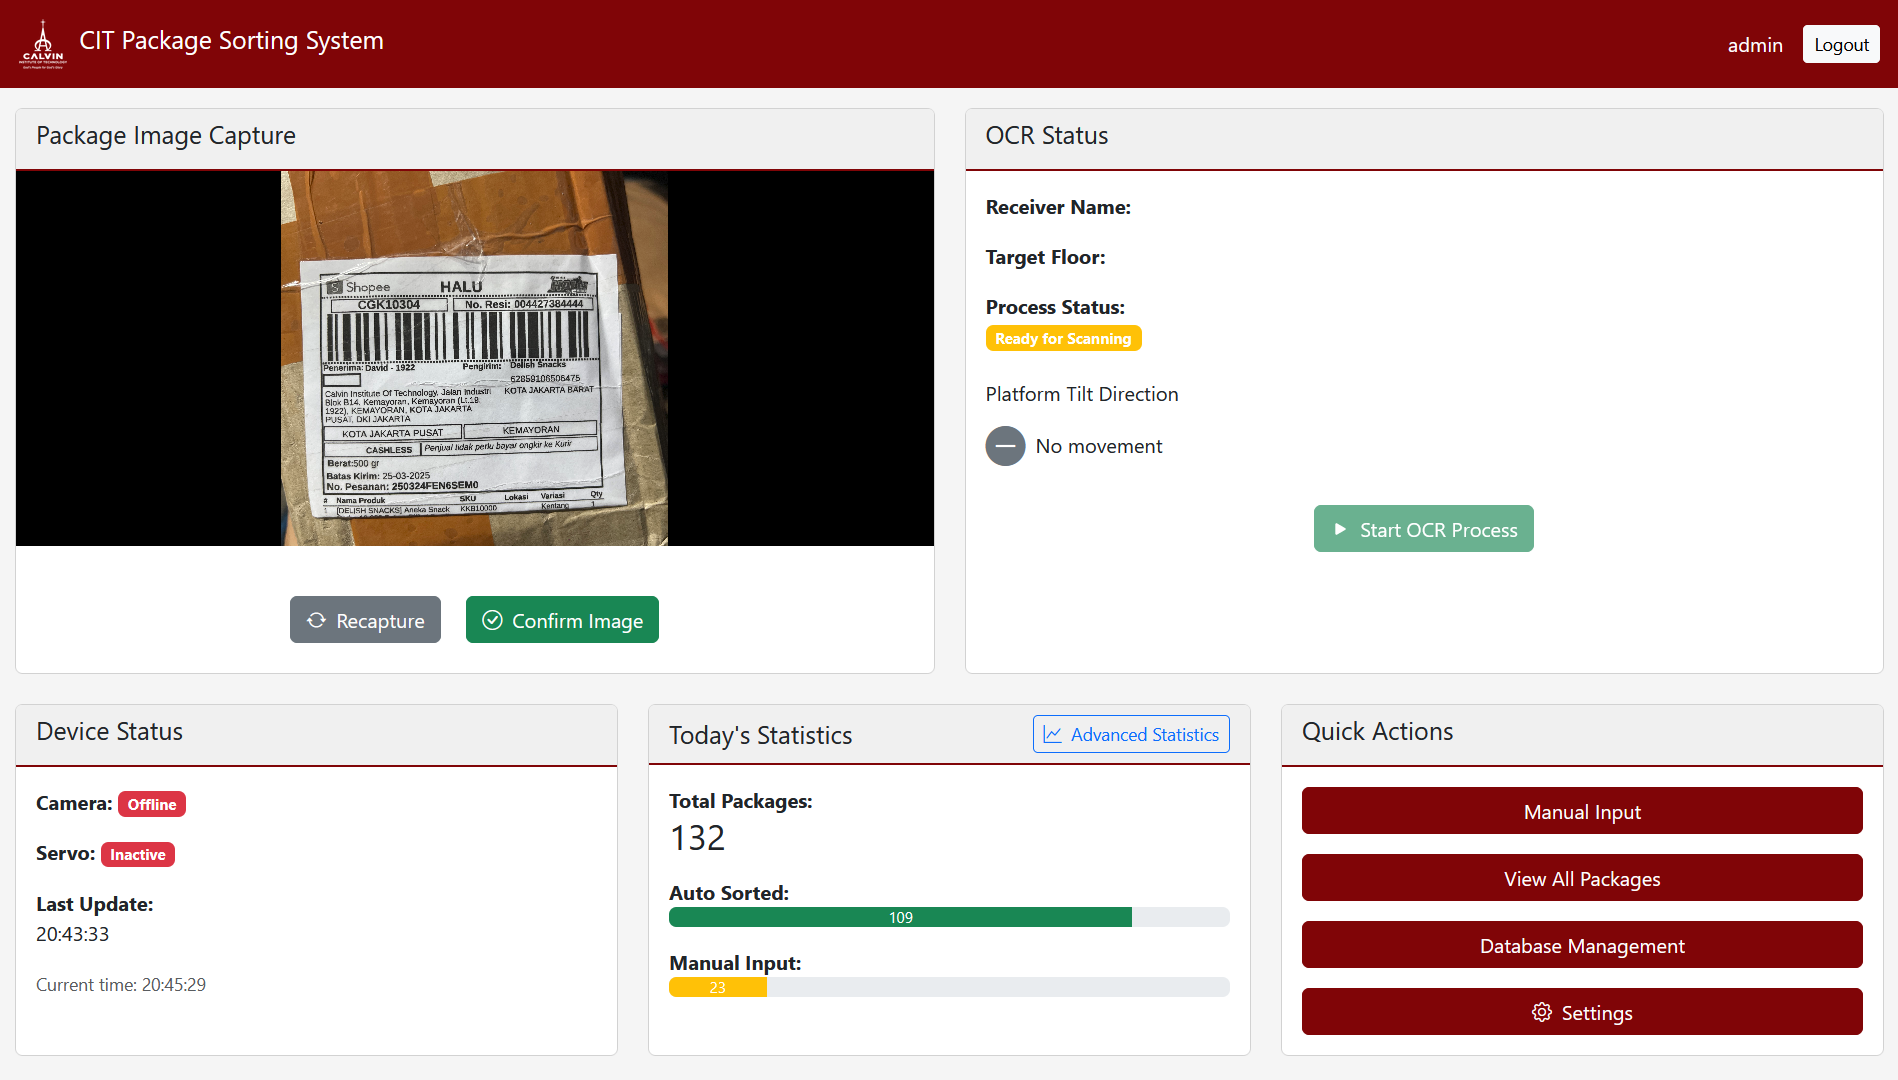 CALVIN
INSTITUTE OF TECHNOLOGY
CIT Package Sorting System
admin
Logout
Package Image Capture
Shopee
HALU
CGK10304
No. Resi: 004427384444
Penerima: David - 1922
Pengirim: Delish Snacks
62859106506475
Calvin Institute Of Technology, Jalan Industri
KOTA JAKARTA BARAT
Blok B14, Kemayoran, Kemayoran (Lt.18
1922), KEMAYORAN, KOTA JAKARTA
PUSAT, DKI JAKARTA
KOTA JAKARTA PUSAT
KEMAYORAN
CASHLESS
Penjual tidak perlu bayar ongkir ke Kurir
Berat:500 gr
Batas Kirim: 25-03-2025
No. Pesanan: 250324FEN6SEM0
# Nama Produk SKU Lokasi Variasi Qty
1 [DELISH SNACKS] Aneka Snack KKB10000 Kentang 1
Recapture
Confirm Image
OCR Status
Receiver Name:
Target Floor:
Process Status:
Ready for Scanning
Platform Tilt Direction
No movement
Start OCR Process
Device Status
Camera: Offline
Servo: Inactive
Last Update:
20:43:33
Current time: 20:45:29
Today's Statistics
Advanced Statistics
Total Packages:
132
Auto Sorted:
109
Manual Input:
23
Quick Actions
Manual Input
View All Packages
Database Management
Settings